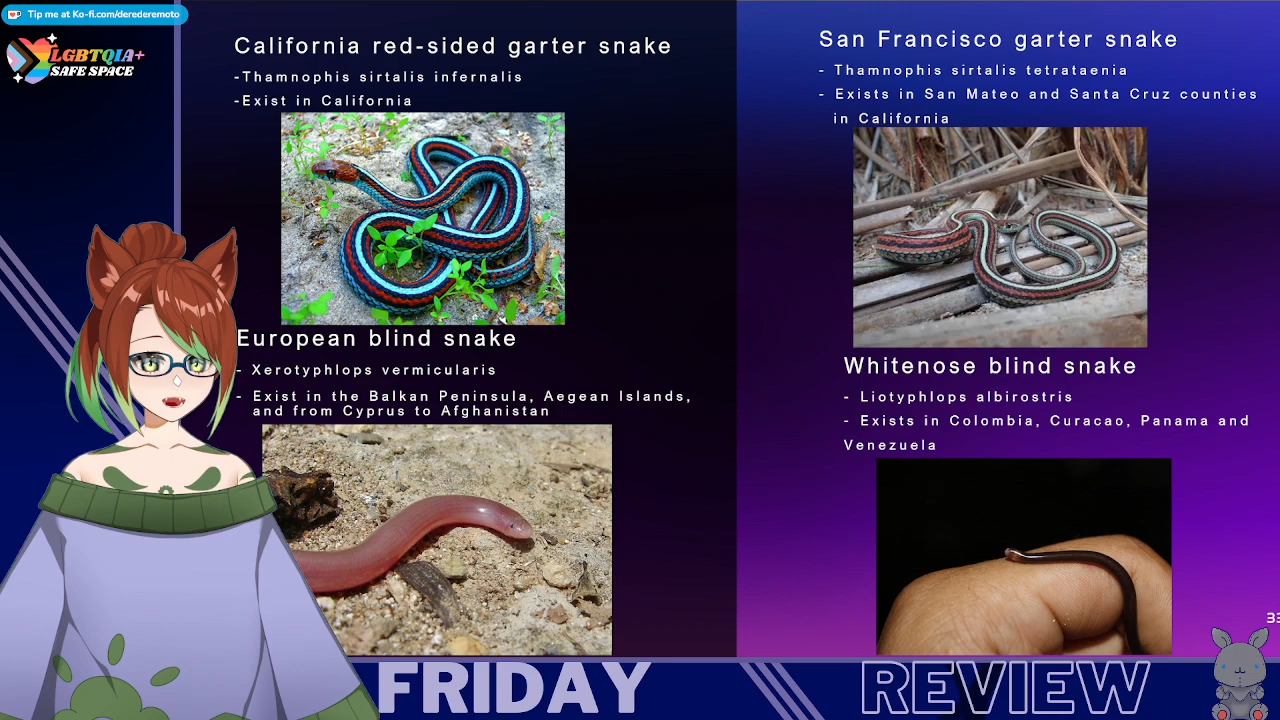 Tip me at Ko-fi.com/derederemoto
LGBTQIA+
SAFE SPACE
California red-sided garter snake
-Thamnophis sirtalis infernalis
-Exist in California
San Francisco garter snake
- Thamnophis sirtalis tetrataenia
- Exists in San Mateo and Santa Cruz counties
in California
European blind snake
- Xerotyphlops vermicularis
- Exist in the Balkan Peninsula, Aegean Islands,
and from Cyprus to Afghanistan
Whitenose blind snake
- Liotyphlops albirostris
- Exists in Colombia, Curacao, Panama and
Venezuela
33
FRIDAY
REVIEW